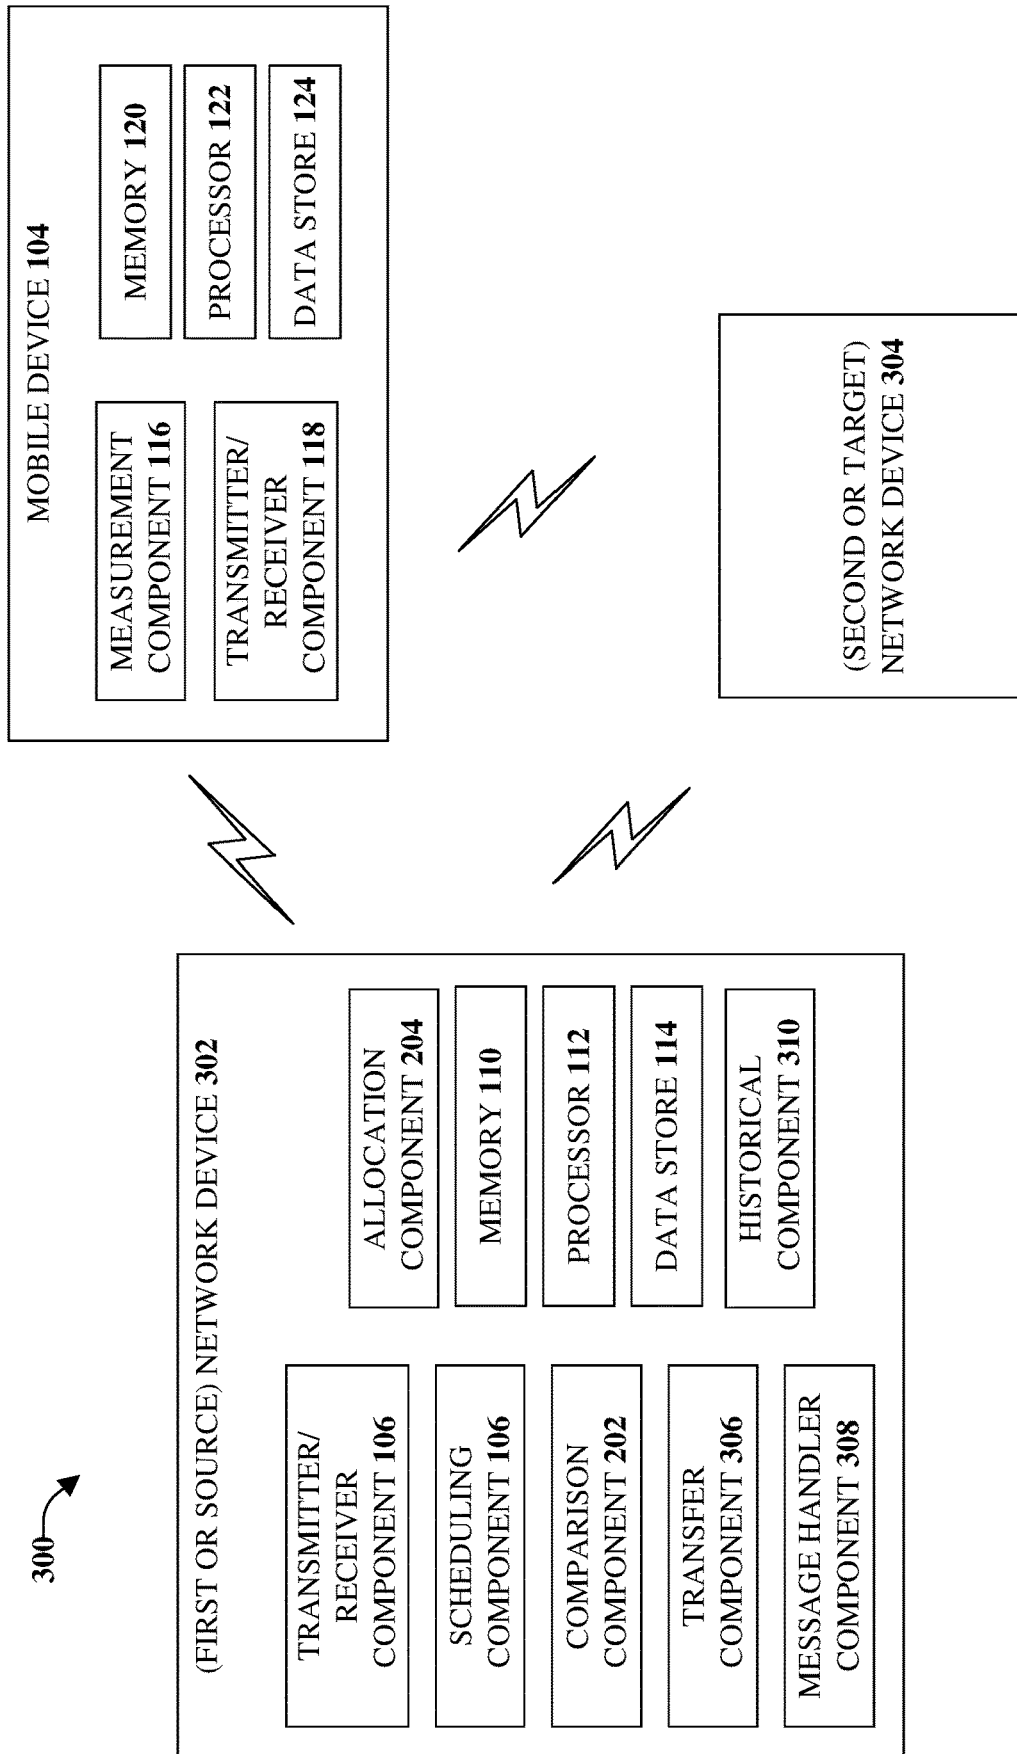 300
(FIRST OR SOURCE) NETWORK DEVICE 302
TRANSMITTER/
RECEIVER
COMPONENT 106
SCHEDULING
COMPONENT 106
COMPARISON
COMPONENT 202
TRANSFER
COMPONENT 306
MESSAGE HANDLER
COMPONENT 308
ALLOCATION
COMPONENT 204
MEMORY 110
PROCESSOR 112
DATA STORE 114
HISTORICAL
COMPONENT 310
MOBILE DEVICE 104
MEASUREMENT
COMPONENT 116
TRANSMITTER/
RECEIVER
COMPONENT 118
MEMORY 120
PROCESSOR 122
DATA STORE 124
(SECOND OR TARGET)
NETWORK DEVICE 304